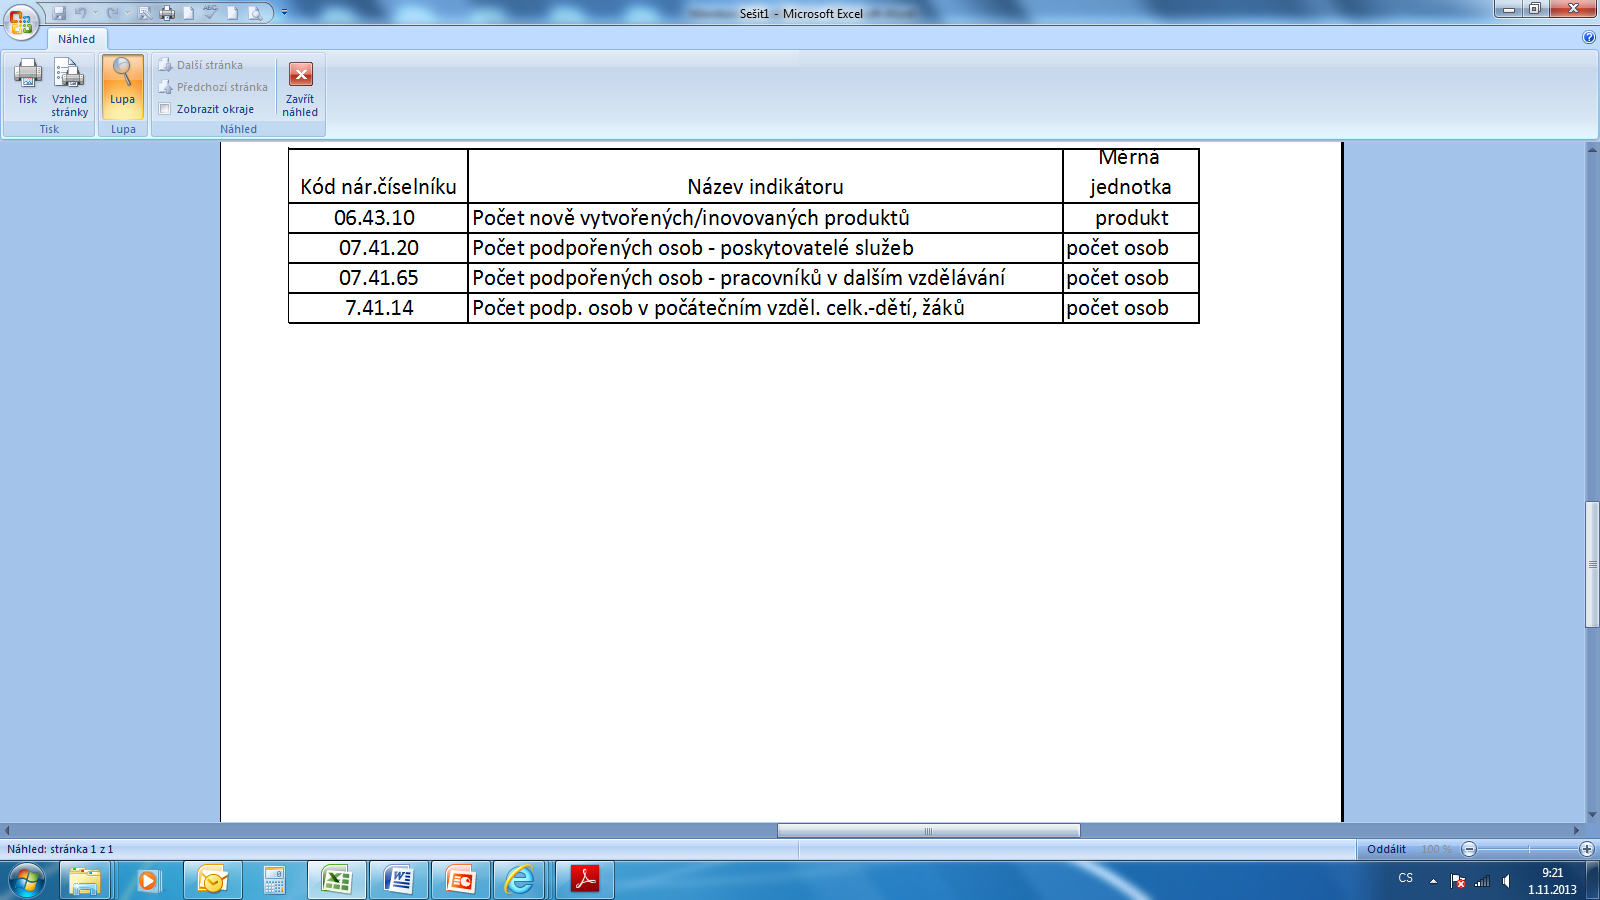 Sešit1 - Microsoft Excel
Náhled
Tisk
Vzhled stránky
Lupa
Další stránka
Předchozí stránka
Zobrazit okraje
Zavřít náhled
Tisk
Lupa
Náhled
Kód nár.číselníku Název indikátoru Měrná jednotka
06.43.10 Počet nově vytvořených/inovovaných produktů produkt
07.41.20 Počet podpořených osob - poskytovatelé služeb počet osob
07.41.65 Počet podpořených osob - pracovníků v dalším vzdělávání počet osob
7.41.14 Počet podp. osob v počátečním vzděl. celk.-dětí, žáků počet osob
Náhled: stránka 1 z 1
Oddálit 100 %
CS
9:21
1.11.2013